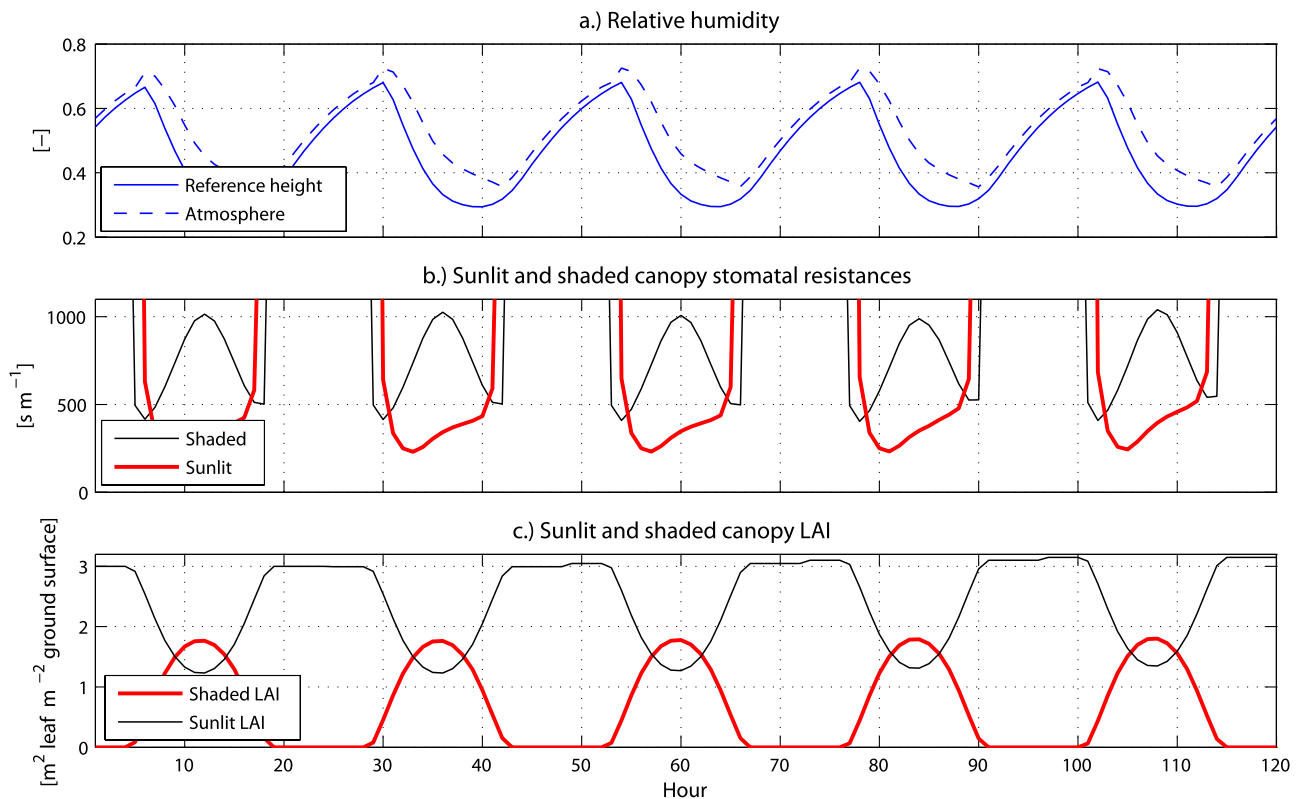 a.) Relative humidity
0.8
0.6
0.4
0.2
[−]
Reference height
Atmosphere
b.) Sunlit and shaded canopy stomatal resistances
1000
500
0
[s m⁻¹]
Shaded
Sunlit
c.) Sunlit and shaded canopy LAI
3
2
1
0
[m² leaf m⁻² ground surface]
Shaded LAI
Sunlit LAI
10 20 30 40 50 60 70 80 90 100 110 120
Hour